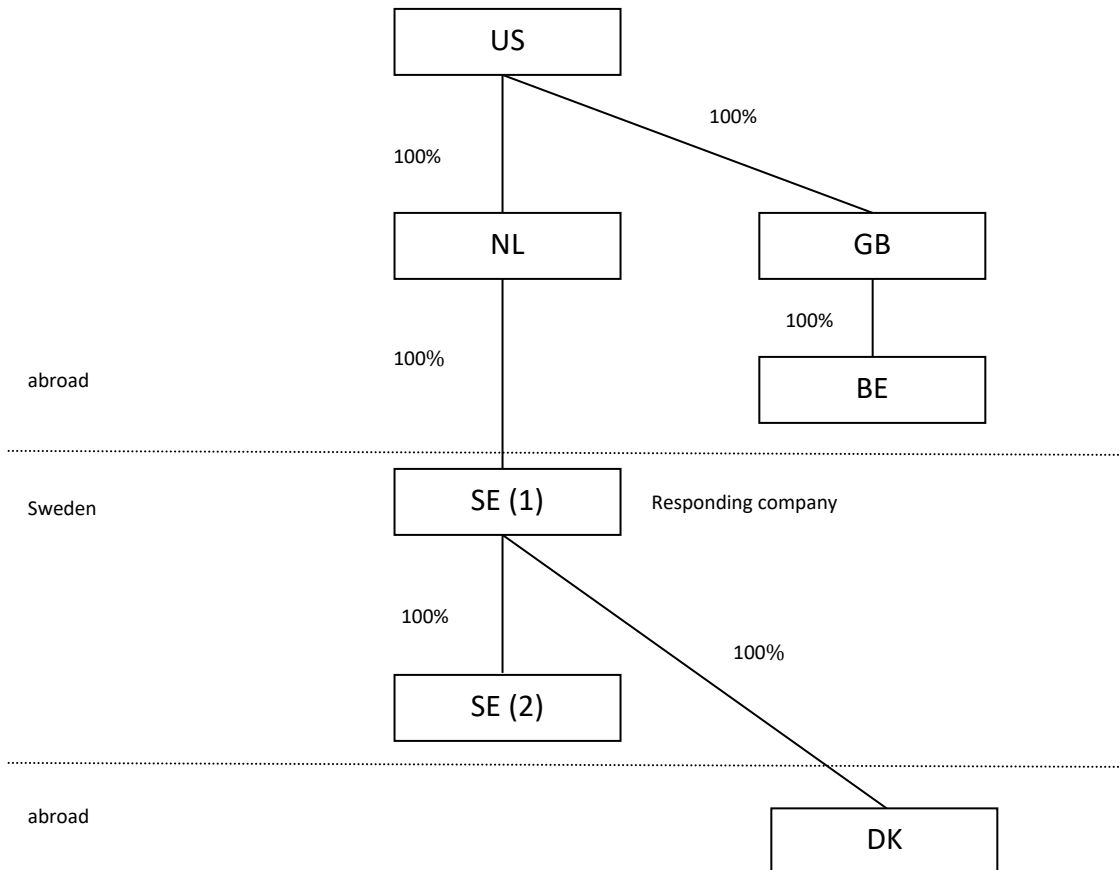 US
100%
100%
NL
GB
100%
100%
abroad
BE
Sweden
SE (1)
Responding company
100%
100%
SE (2)
abroad
DK